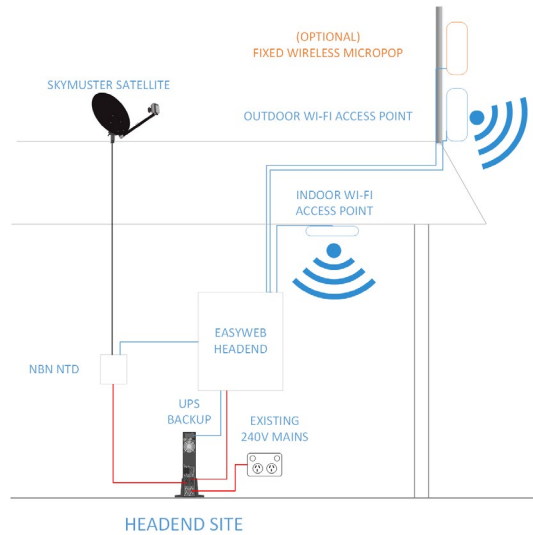 (OPTIONAL)
FIXED WIRELESS MICROPOP
SKYMUSTER SATELLITE
OUTDOOR WI-FI ACCESS POINT
INDOOR WI-FI
ACCESS POINT
EASYWEB
HEADEND
NBN NTD
UPS
BACKUP
EXISTING
240V MAINS
HEADEND SITE